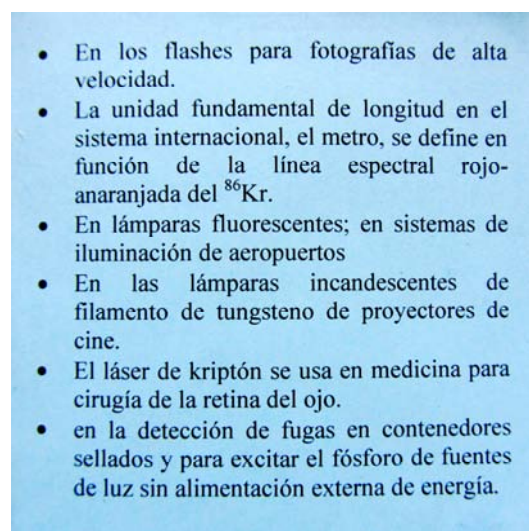 • En los flashes para fotografías de alta
velocidad.
• La unidad fundamental de longitud en el
sistema internacional, el metro, se define en
función de la línea espectral rojo-
anaranjada del ⁸⁶Kr.
• En lámparas fluorescentes; en sistemas de
iluminación de aeropuertos
• En las lámparas incandescentes de
filamento de tungsteno de proyectores de
cine.
• El láser de kriptón se usa en medicina para
cirugía de la retina del ojo.
• en la detección de fugas en contenedores
sellados y para excitar el fósforo de fuentes
de luz sin alimentación externa de energía.